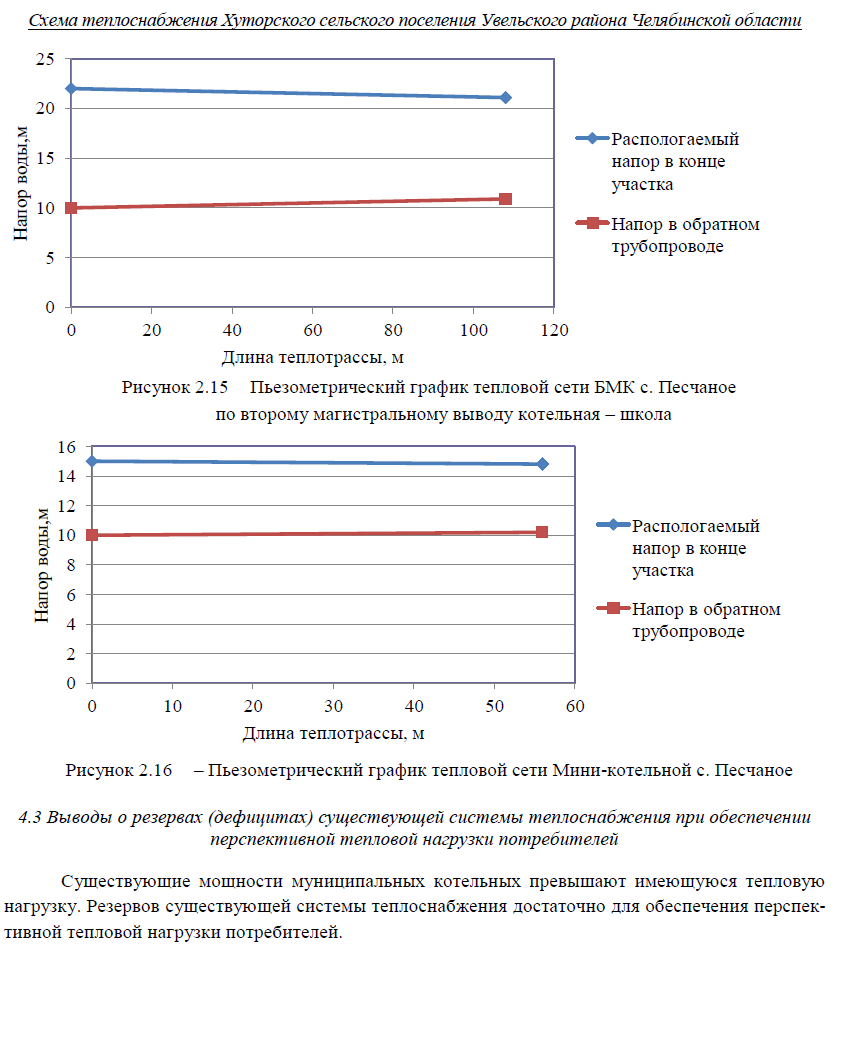 Схема теплоснабжения Хуторского сельского поселения Увельского района Челябинской области
25
20
15
10
5
0
Напор воды,м
0 20 40 60 80 100 120
Длина теплотрассы, м
Распологаемый
напор в конце
участка
Напор в обратном
трубопроводе
Рисунок 2.15 Пьезометрический график тепловой сети БМК с. Песчаное
по второму магистральному выводу котельная – школа
16
14
12
10
8
6
4
2
0
Напор воды,м
0 10 20 30 40 50 60
Длина теплотрассы, м
Распологаемый
напор в конце
участка
Напор в обратном
трубопроводе
Рисунок 2.16 – Пьезометрический график тепловой сети Мини-котельной с. Песчаное
4.3 Выводы о резервах (дефицитах) существующей системы теплоснабжения при обеспечении
перспективной тепловой нагрузки потребителей
Существующие мощности муниципальных котельных превышают имеющуюся тепловую
нагрузку. Резервов существующей системы теплоснабжения достаточно для обеспечения перспек-
тивной тепловой нагрузки потребителей.